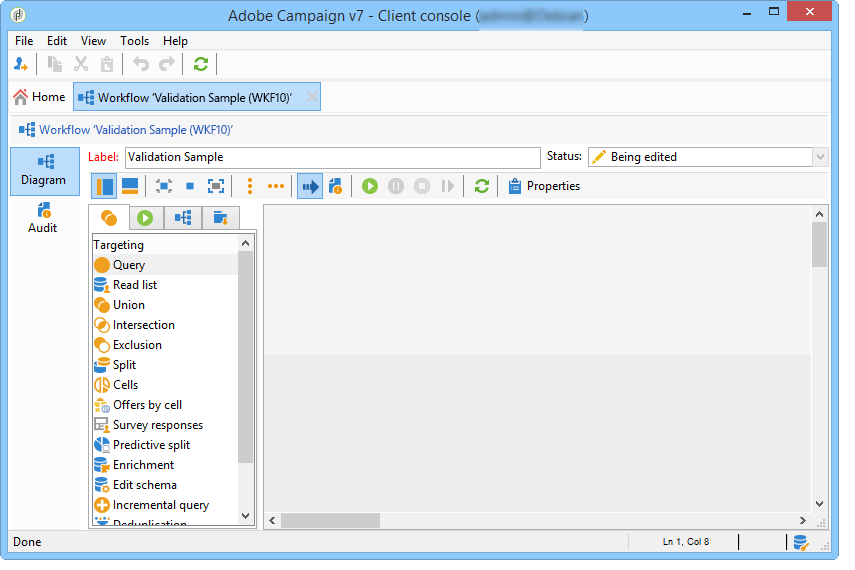 Adobe Campaign v7 - Client console ( )
File Edit View Tools Help
Home Workflow 'Validation Sample (WKF10)'
Workflow 'Validation Sample (WKF10)'
Label: Validation Sample Status: Being edited
Diagram
Properties
Audit
Targeting
Query
Read list
Union
Intersection
Exclusion
Split
Cells
Offers by cell
Survey responses
Predictive split
Enrichment
Edit schema
Incremental query
Deduplication
Done Ln 1, Col 8